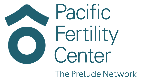 Pacific
Fertility
Center
The Prelude Network